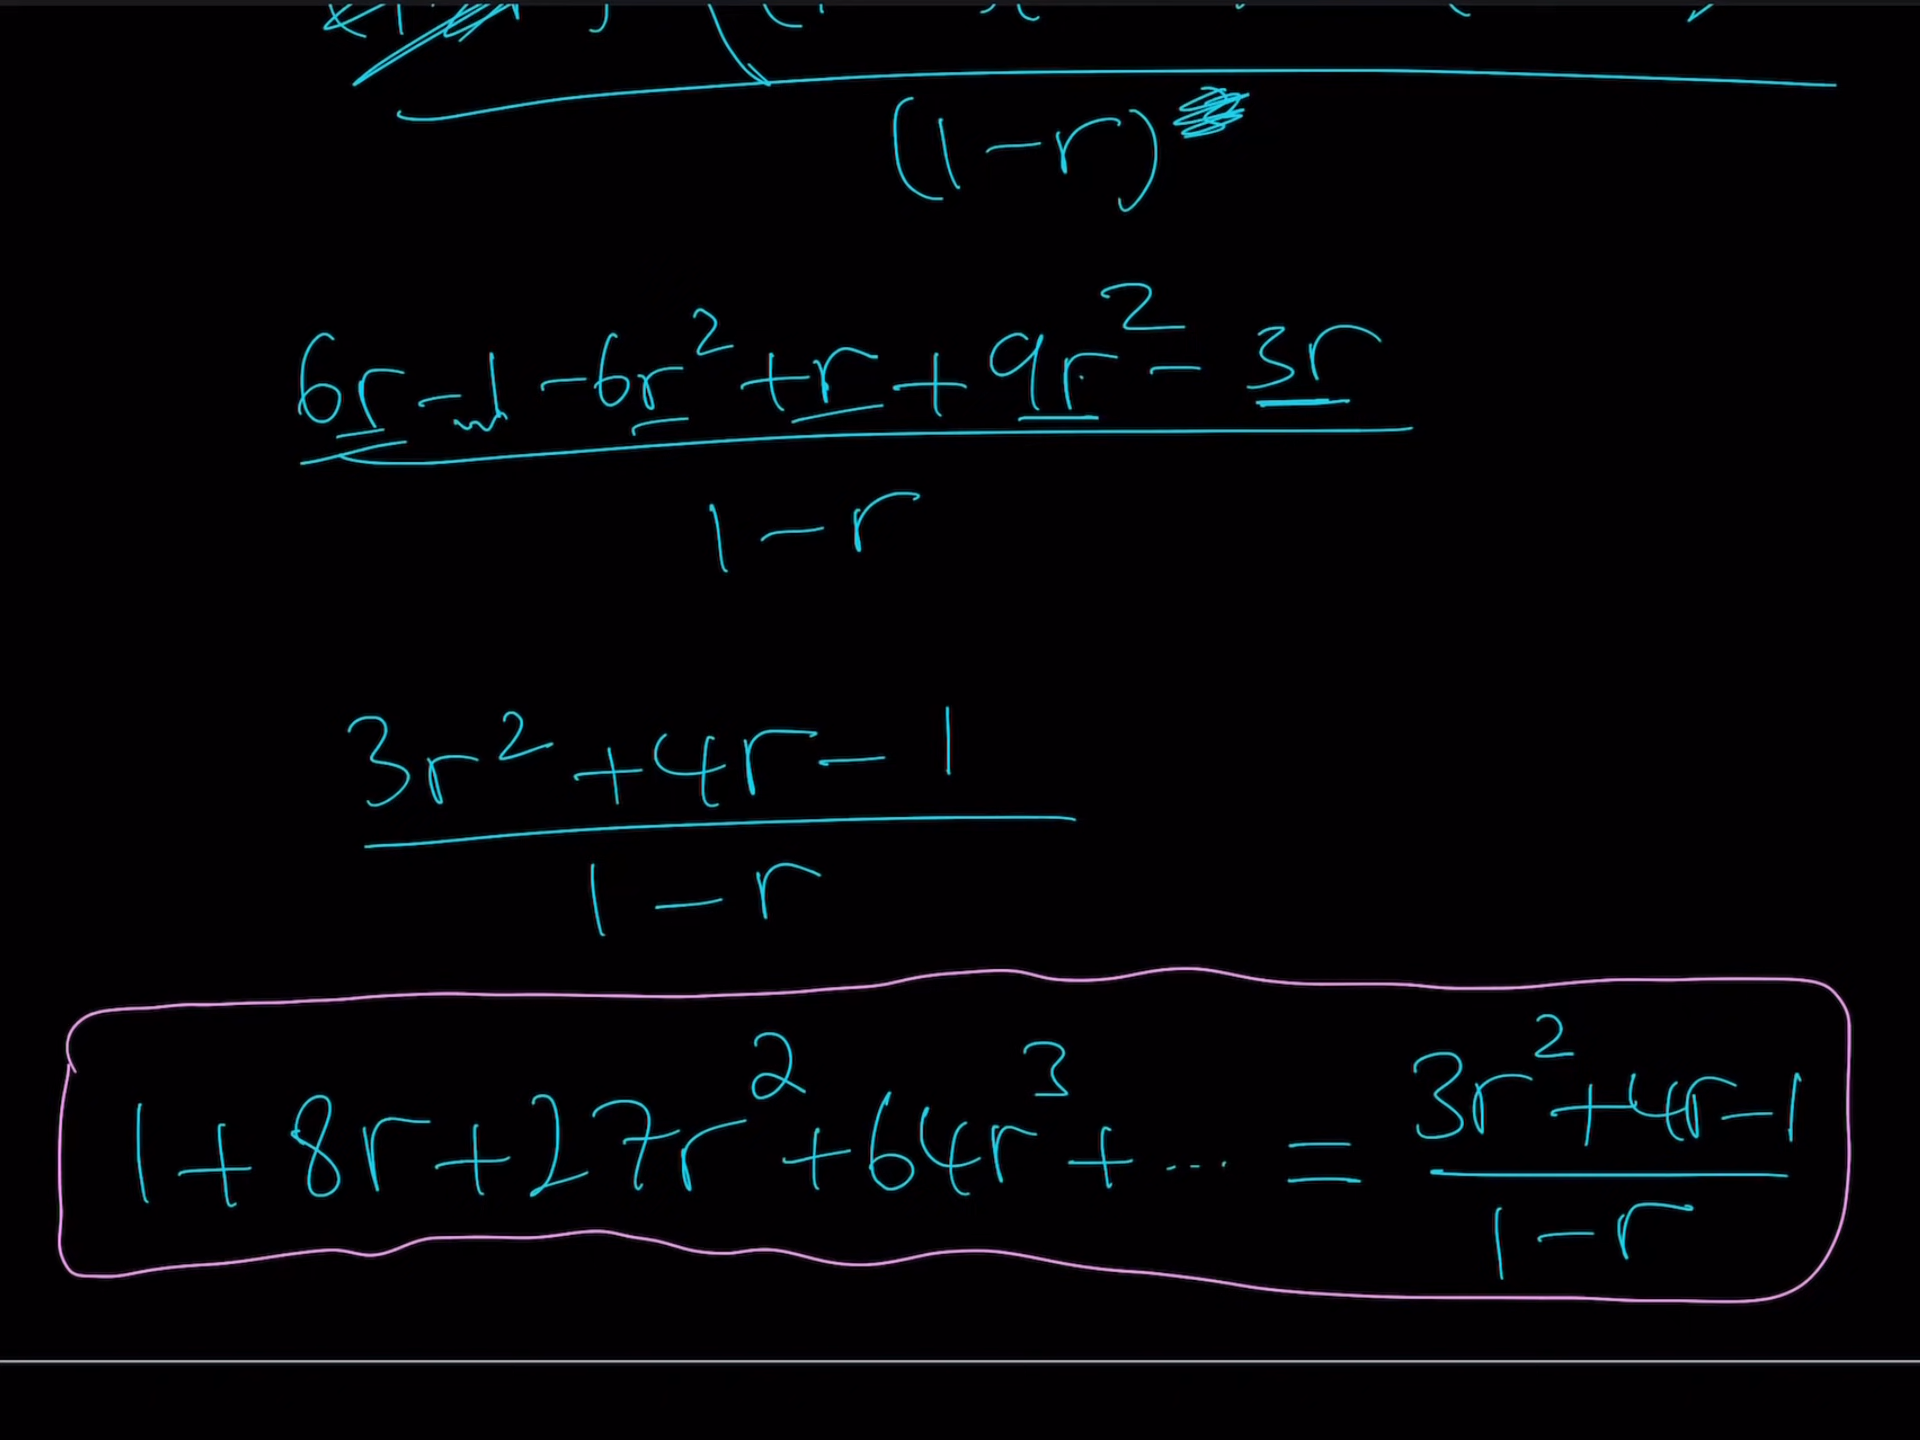 (1-r)
6r-1-6r²+r+9r²-3r
1-r
3r²+4r-1
1-r
1+8r+27r²+64r³+... = 3r²+4r-1
1-r